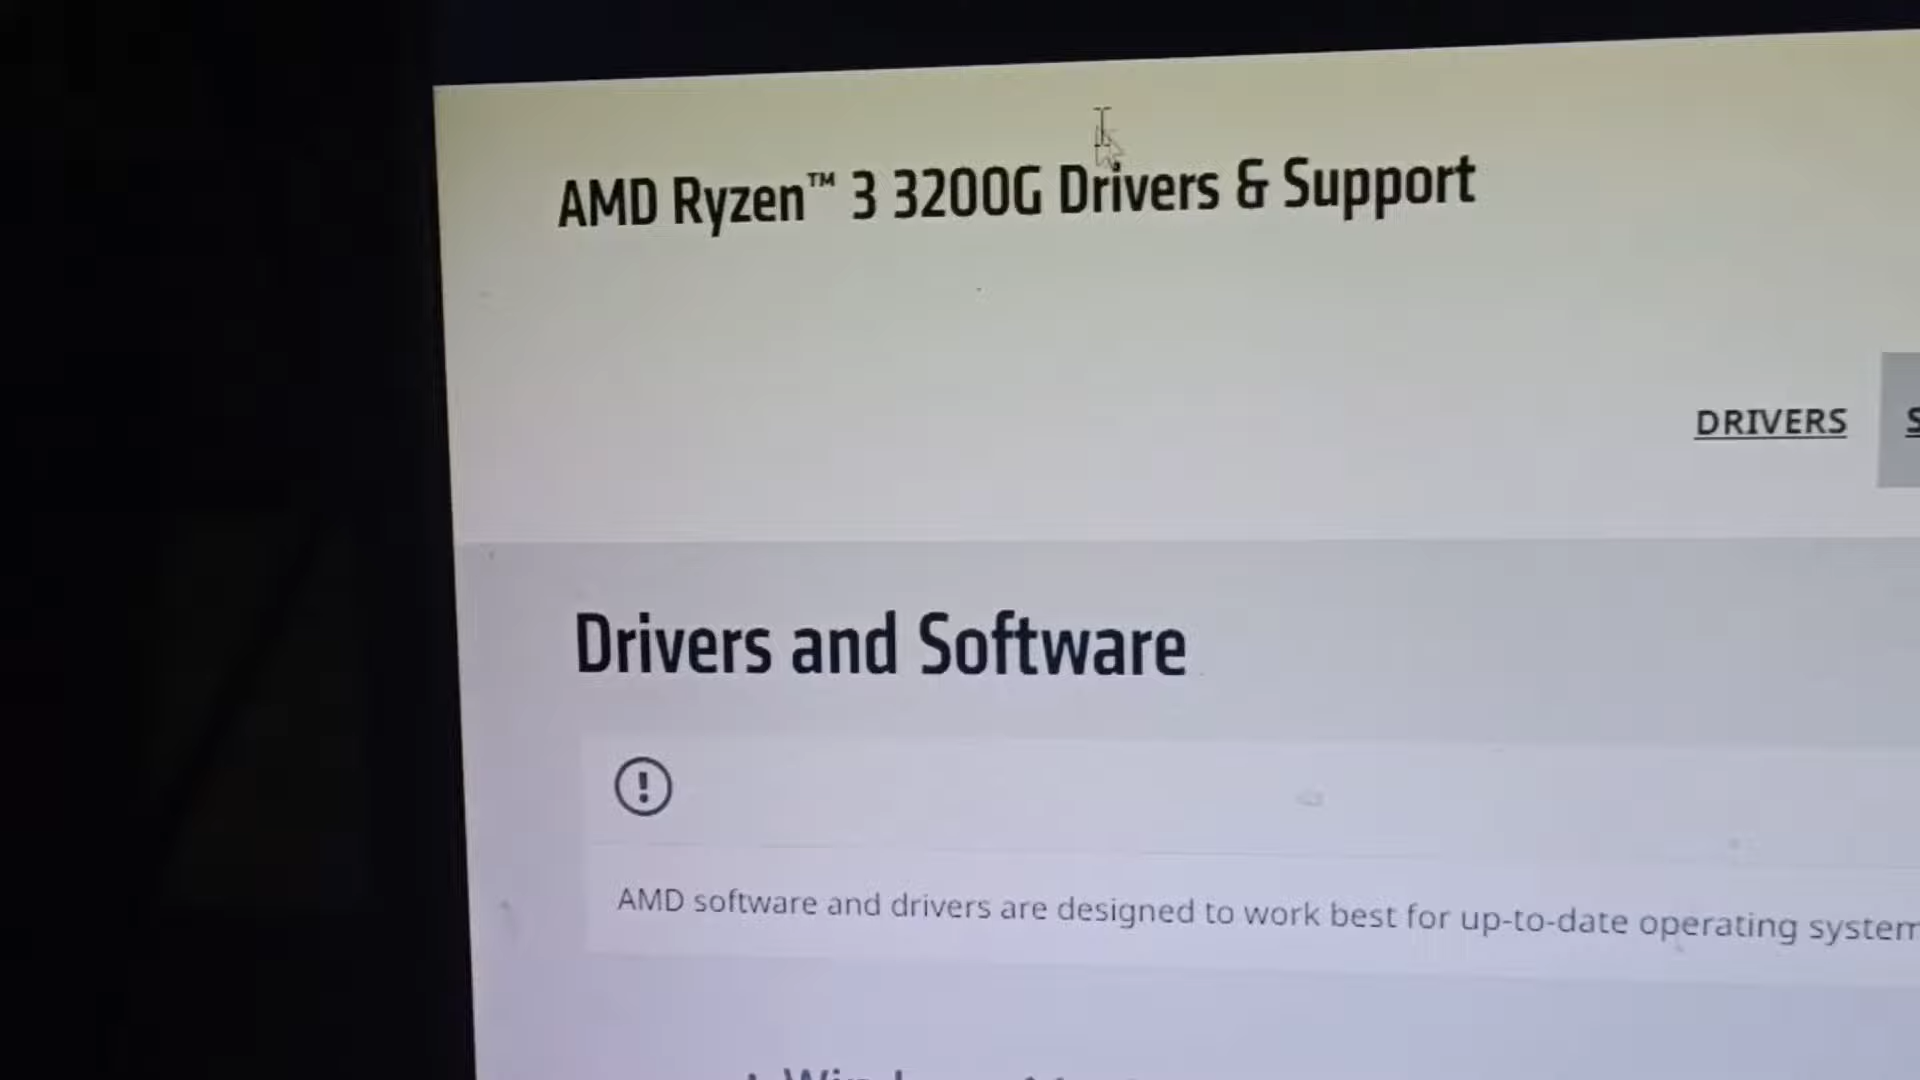 AMD Ryzen™ 3 3200G Drivers & Support
DRIVERS
Drivers and Software
AMD software and drivers are designed to work best for up-to-date operating